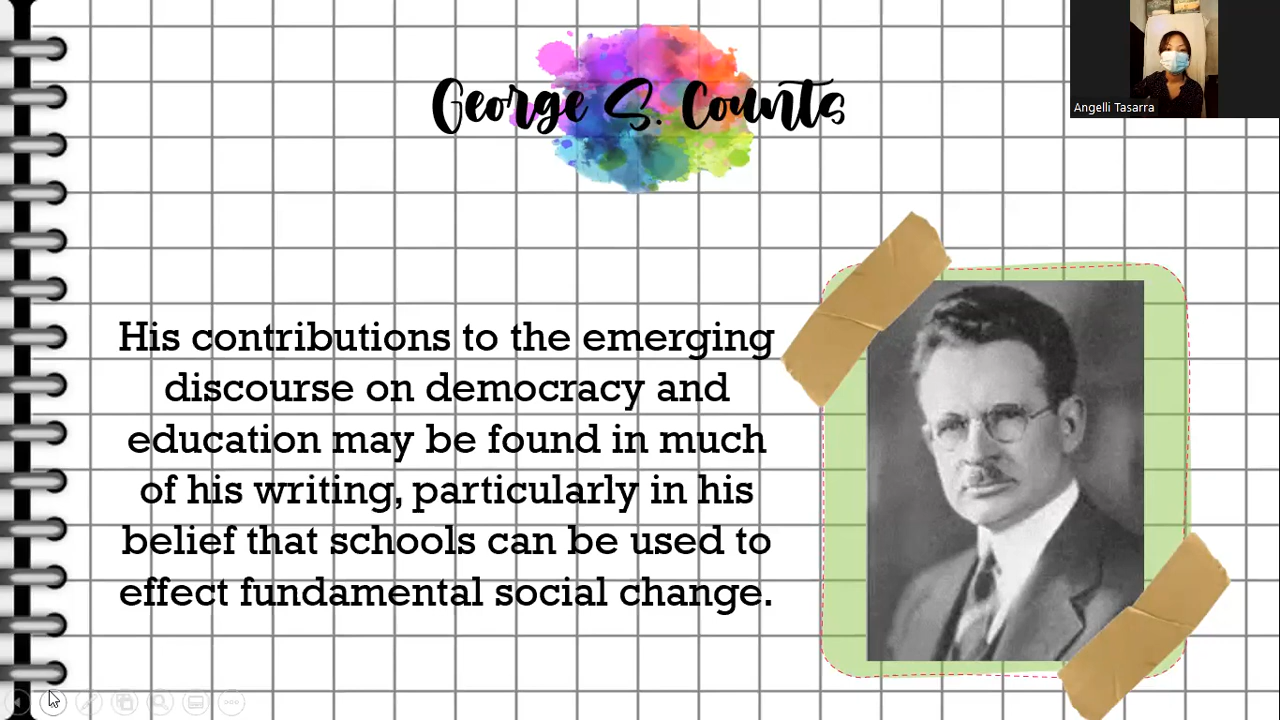 George S. Counts
Angelli Tasarra
His contributions to the emerging
discourse on democracy and
education may be found in much
of his writing, particularly in his
belief that schools can be used to
effect fundamental social change.